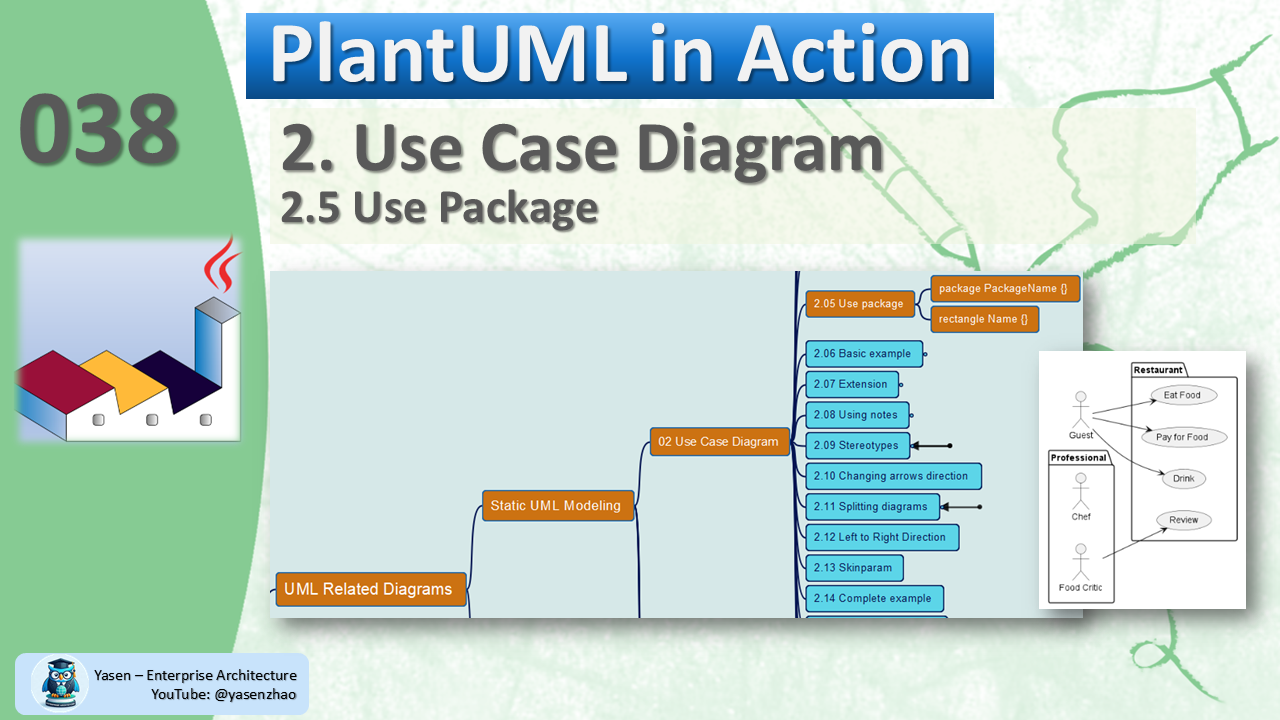 038
PlantUML in Action
2. Use Case Diagram
2.5 Use Package
2.05 Use package
package PackageName {}
rectangle Name {}
2.06 Basic example
2.07 Extension
2.08 Using notes
02 Use Case Diagram
2.09 Stereotypes
2.10 Changing arrows direction
Static UML Modeling
2.11 Splitting diagrams
2.12 Left to Right Direction
2.13 Skinparam
UML Related Diagrams
2.14 Complete example
Restaurant
Eat Food
Guest
Pay for Food
Professional
Drink
Chef
Review
Food Critic
Yasen – Enterprise Architecture
YouTube: @yasenzhao